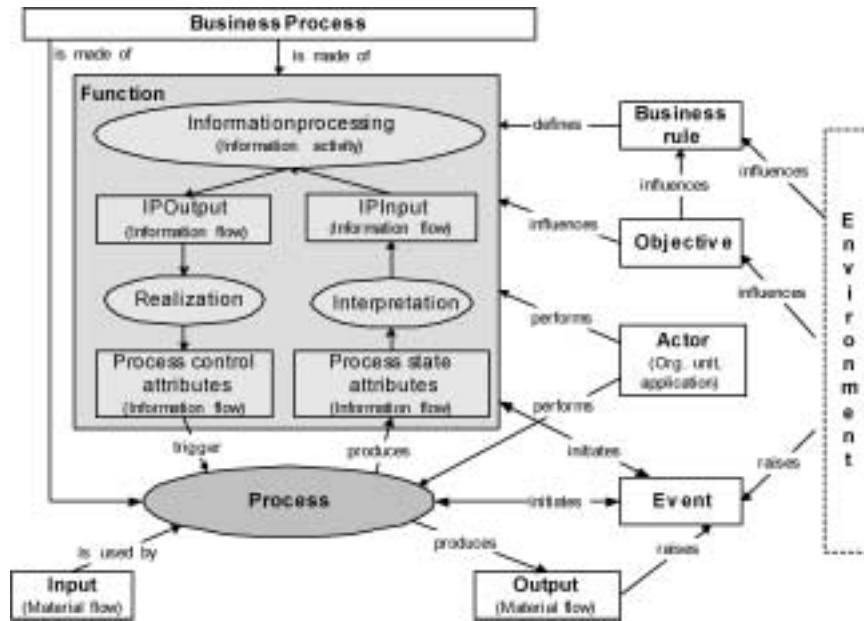 Business Process
is made of
is made of
Function
Informationprocessing
(Information activity)
defines
Business
rule
influences
influences
IPOutput
(Information flow)
IPInput
(Information flow)
influences
Objective
influences
Realization
Interpretation
performs
Actor
(Org. unit,
application)
Process control
attributes
(Information flow)
Process state
attributes
(Information flow)
performs
trigger
produces
initiates
raises
Process
initiates
Event
is used by
produces
raises
Input
(Material flow)
Output
(Material flow)
Environment